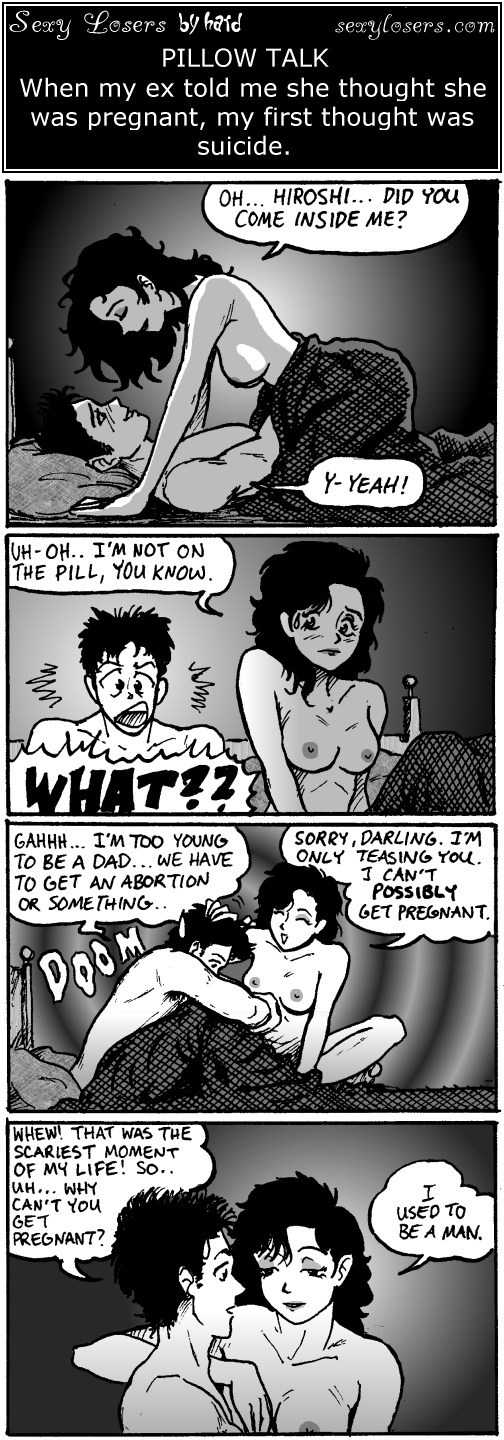 Sexy Losers by hard sexylosers.com
PILLOW TALK
When my ex told me she thought she
was pregnant, my first thought was
suicide.
OH... HIROSHI... DID YOU
COME INSIDE ME?
Y-YEAH!
UH-OH.. I'M NOT ON
THE PILL, YOU KNOW.
WHAT??
GAHHH... I'M TOO YOUNG
TO BE A DAD... WE HAVE
TO GET AN ABORTION
OR SOMETHING..
DOOM
SORRY, DARLING. I'M
ONLY TEASING YOU.
I CAN'T
POSSIBLY
GET PREGNANT.
WHEW! THAT WAS THE
SCARIEST MOMENT
OF MY LIFE! SO..
UH... WHY
CAN'T YOU
GET
PREGNANT?
I
USED TO
BE A MAN.